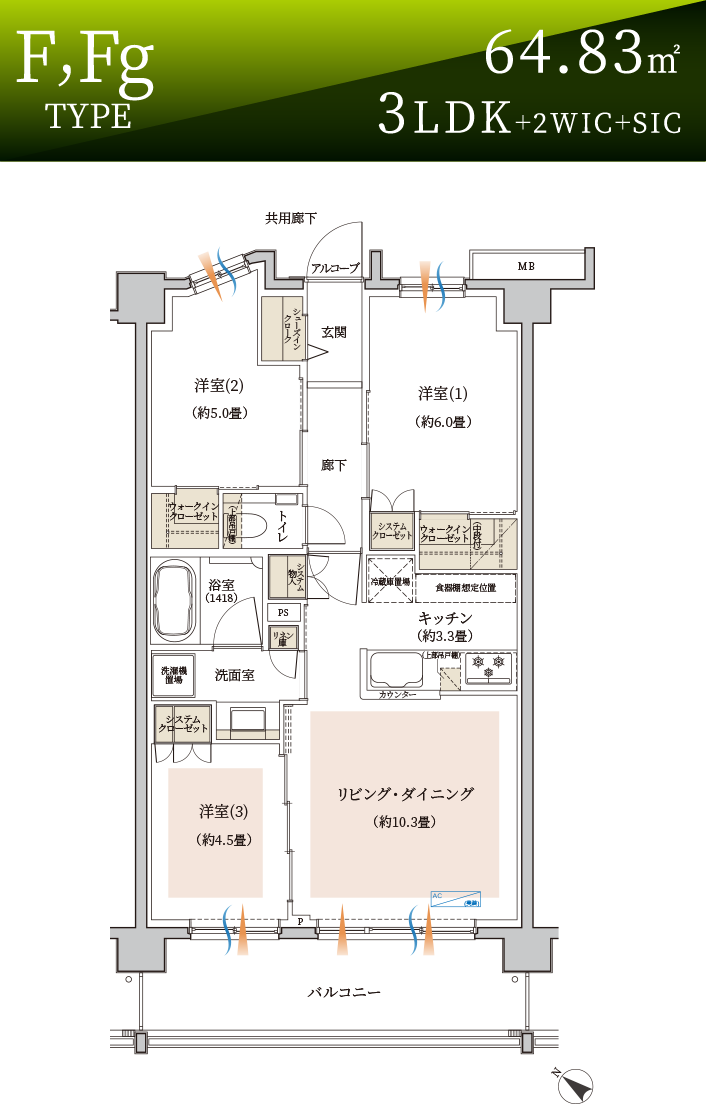 F,Fg
TYPE
64.83㎡
3LDK+2WIC+SIC
共用廊下
アルコーブ
MB
シューズイン
クローク
玄関
洋室(2)
(約5.0畳)
洋室(1)
(約6.0畳)
廊下
ウォークイン
クローゼット
(上部吊戸棚)
トイレ
システム
クローゼット
ウォークイン
クローゼット
(中段付)
浴室
(1418)
システム
物入
冷蔵庫置場
食器棚想定位置
PS
リネン
庫
キッチン
(約3.3畳)
洗濯機
置場
洗面室
(上部吊戸棚)
カウンター
システム
クローゼット
リビング・ダイニング
(約10.3畳)
洋室(3)
(約4.5畳)
AC
P
バルコニー
N